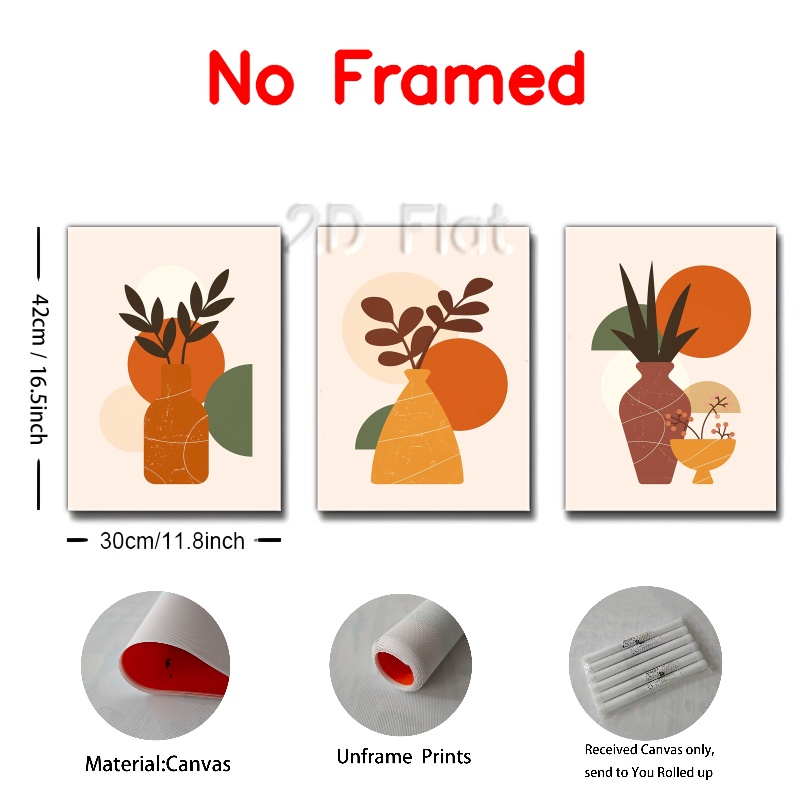 No Framed
2.D Flat.
42cm / 16.5inch
30cm/11.8inch
Material:Canvas
Unframe Prints
Received Canvas only,
send to You Rolled up